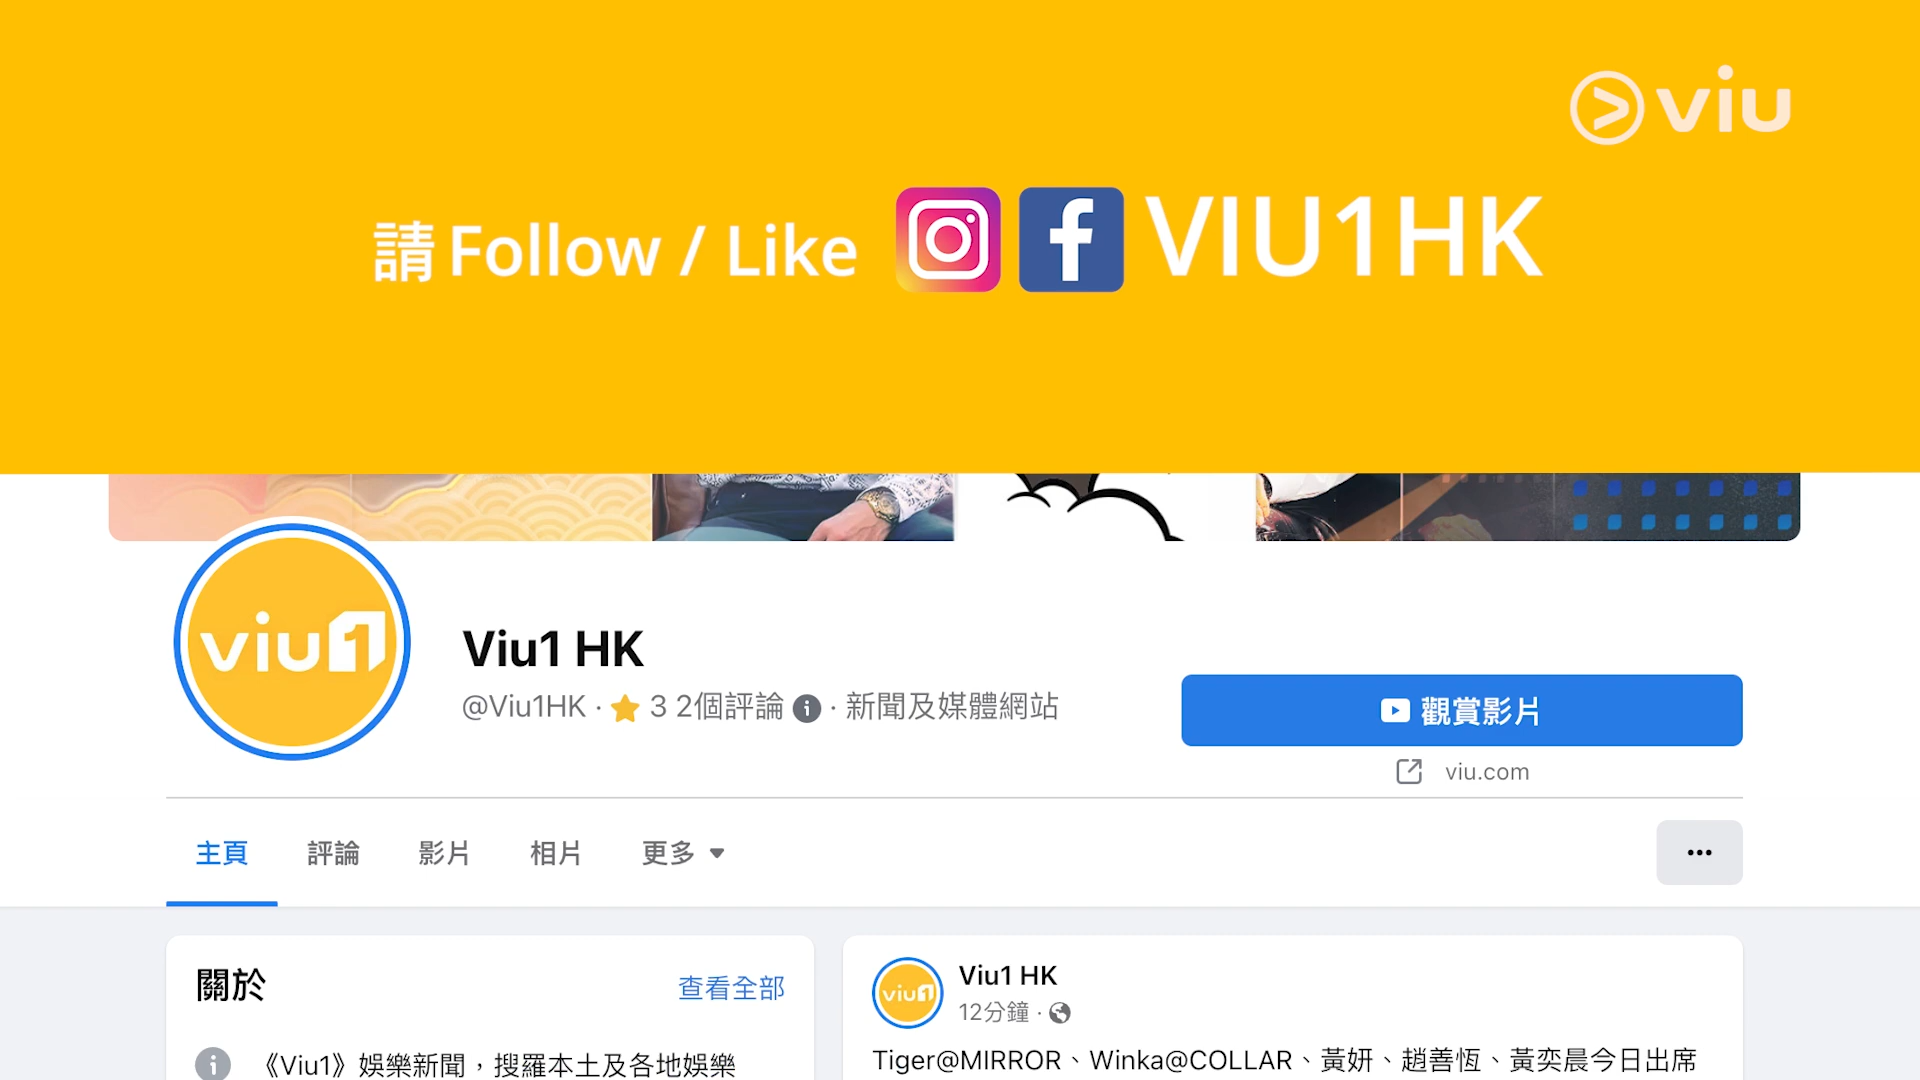 viu
請 Follow / Like VIU1HK
viu1
Viu1 HK
@Viu1HK · 3 2個評論 · 新聞及媒體網站
觀賞影片
viu.com
主頁 評論 影片 相片 更多
關於 查看全部
《Viu1》娛樂新聞，搜羅本土及各地娛樂
viu1
Viu1 HK
12分鐘 ·
Tiger@MIRROR、Winka@COLLAR、黃妍、趙善恆、黃奕晨今日出席